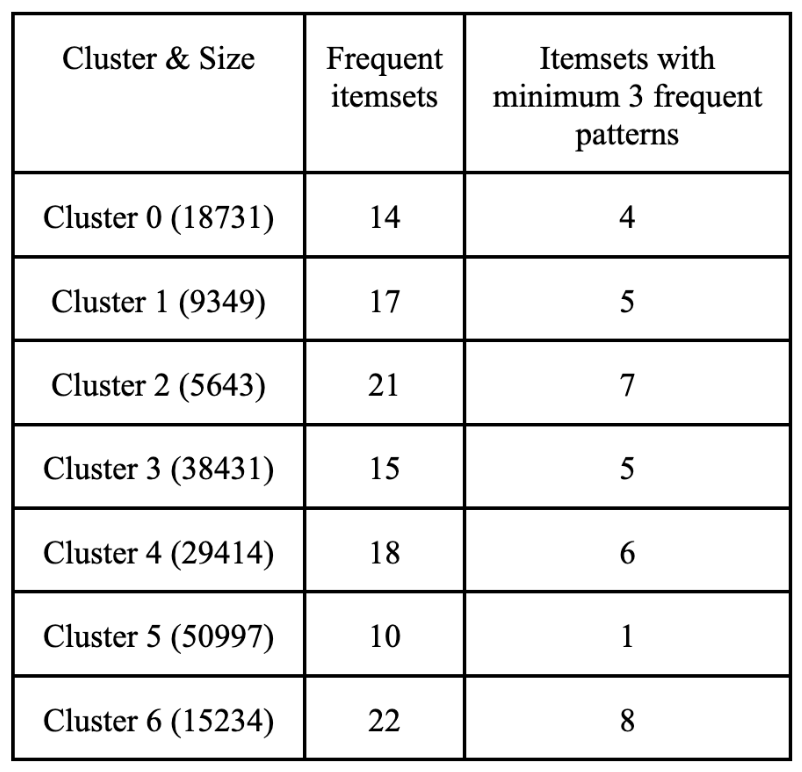 Cluster & Size
Frequent
itemsets
Itemsets with
minimum 3 frequent
patterns
Cluster 0 (18731)
14
4
Cluster 1 (9349)
17
5
Cluster 2 (5643)
21
7
Cluster 3 (38431)
15
5
Cluster 4 (29414)
18
6
Cluster 5 (50997)
10
1
Cluster 6 (15234)
22
8